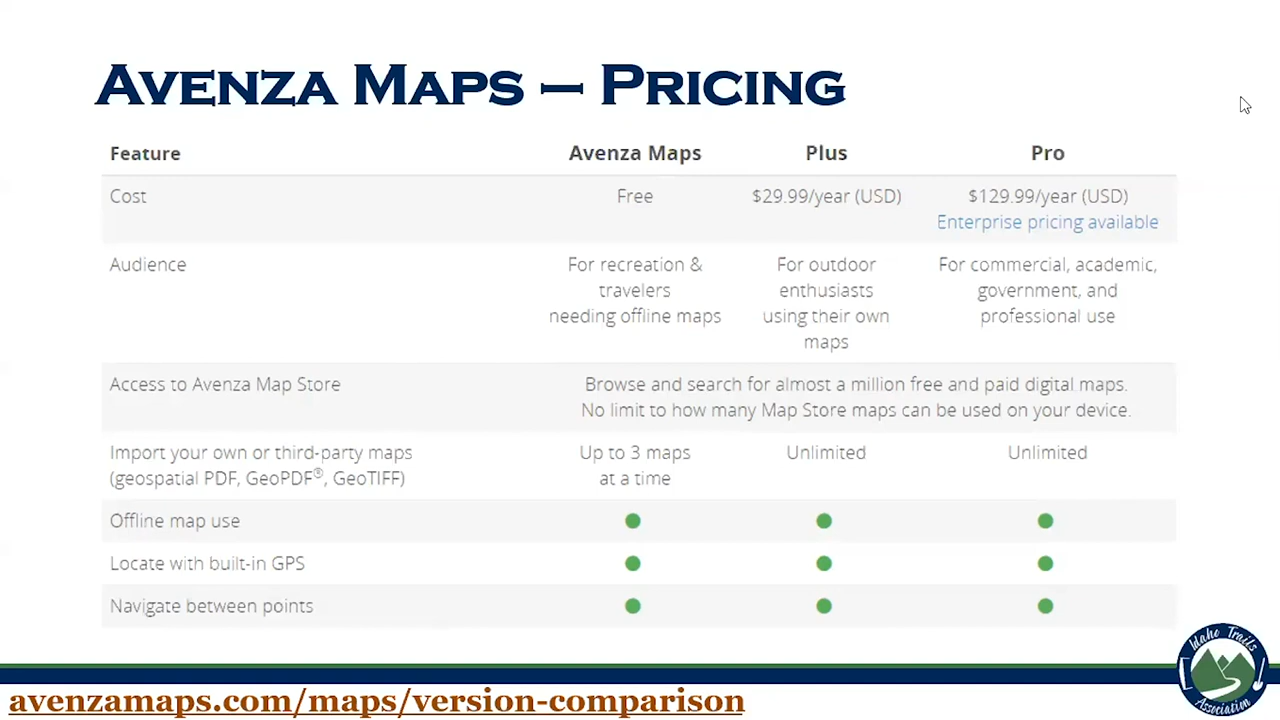 AVENZA MAPS – PRICING
Feature Avenza Maps Plus Pro
Cost Free $29.99/year (USD) $129.99/year (USD)
Enterprise pricing available
Audience For recreation & For outdoor For commercial, academic,
travelers enthusiasts government, and
needing offline maps using their own professional use
maps
Access to Avenza Map Store Browse and search for almost a million free and paid digital maps.
No limit to how many Map Store maps can be used on your device.
Import your own or third-party maps Up to 3 maps Unlimited Unlimited
(geospatial PDF, GeoPDF®, GeoTIFF) at a time
Offline map use
Locate with built-in GPS
Navigate between points
Idaho Trails
Association
avenzamaps.com/maps/version-comparison